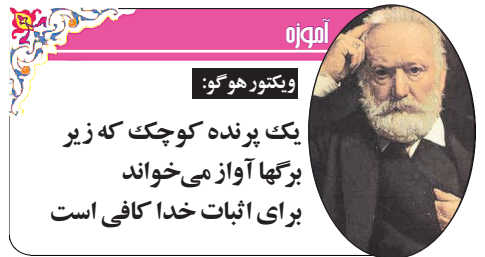 آموزه
ویکتور هوگو:
یک پرنده کوچک که زیر
برگها آواز می‌خواند
برای اثبات خدا کافی است